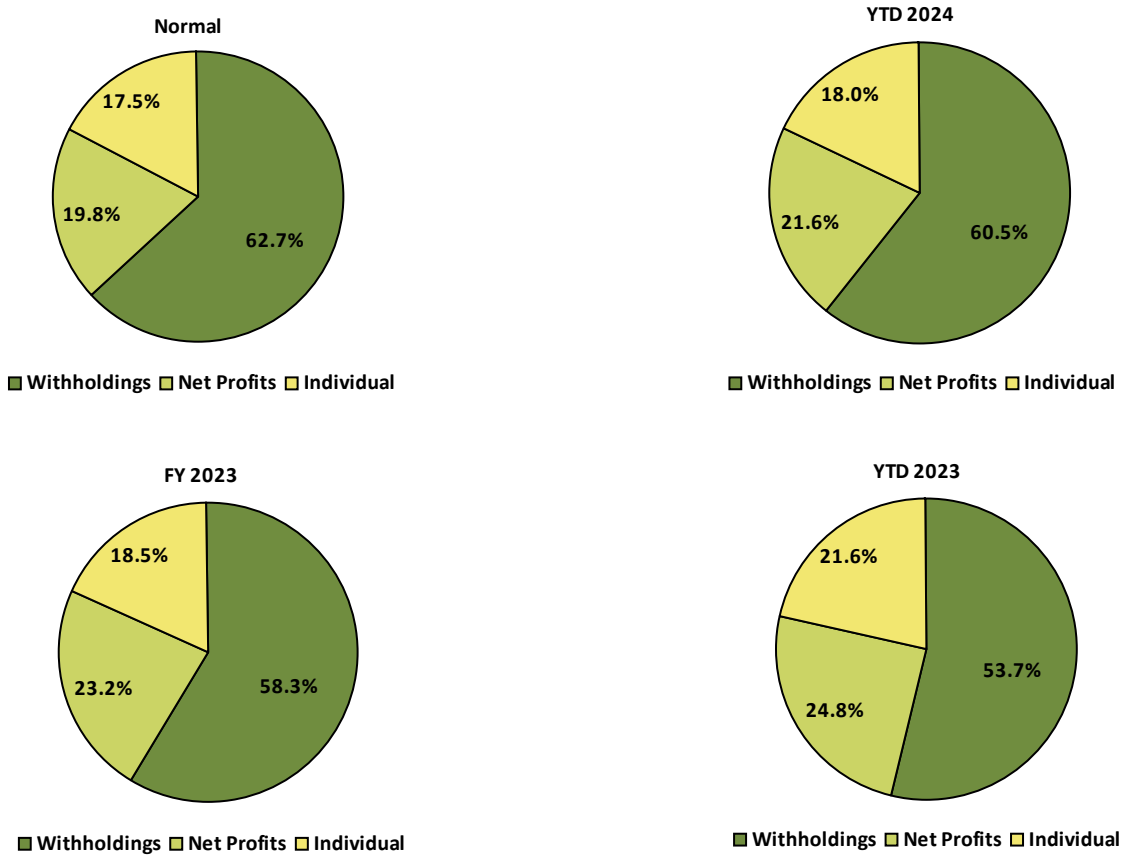 Normal
17.5%
19.8%
62.7%
Withholdings Net Profits Individual
YTD 2024
18.0%
21.6%
60.5%
Withholdings Net Profits Individual
FY 2023
18.5%
23.2%
58.3%
Withholdings Net Profits Individual
YTD 2023
21.6%
24.8%
53.7%
Withholdings Net Profits Individual